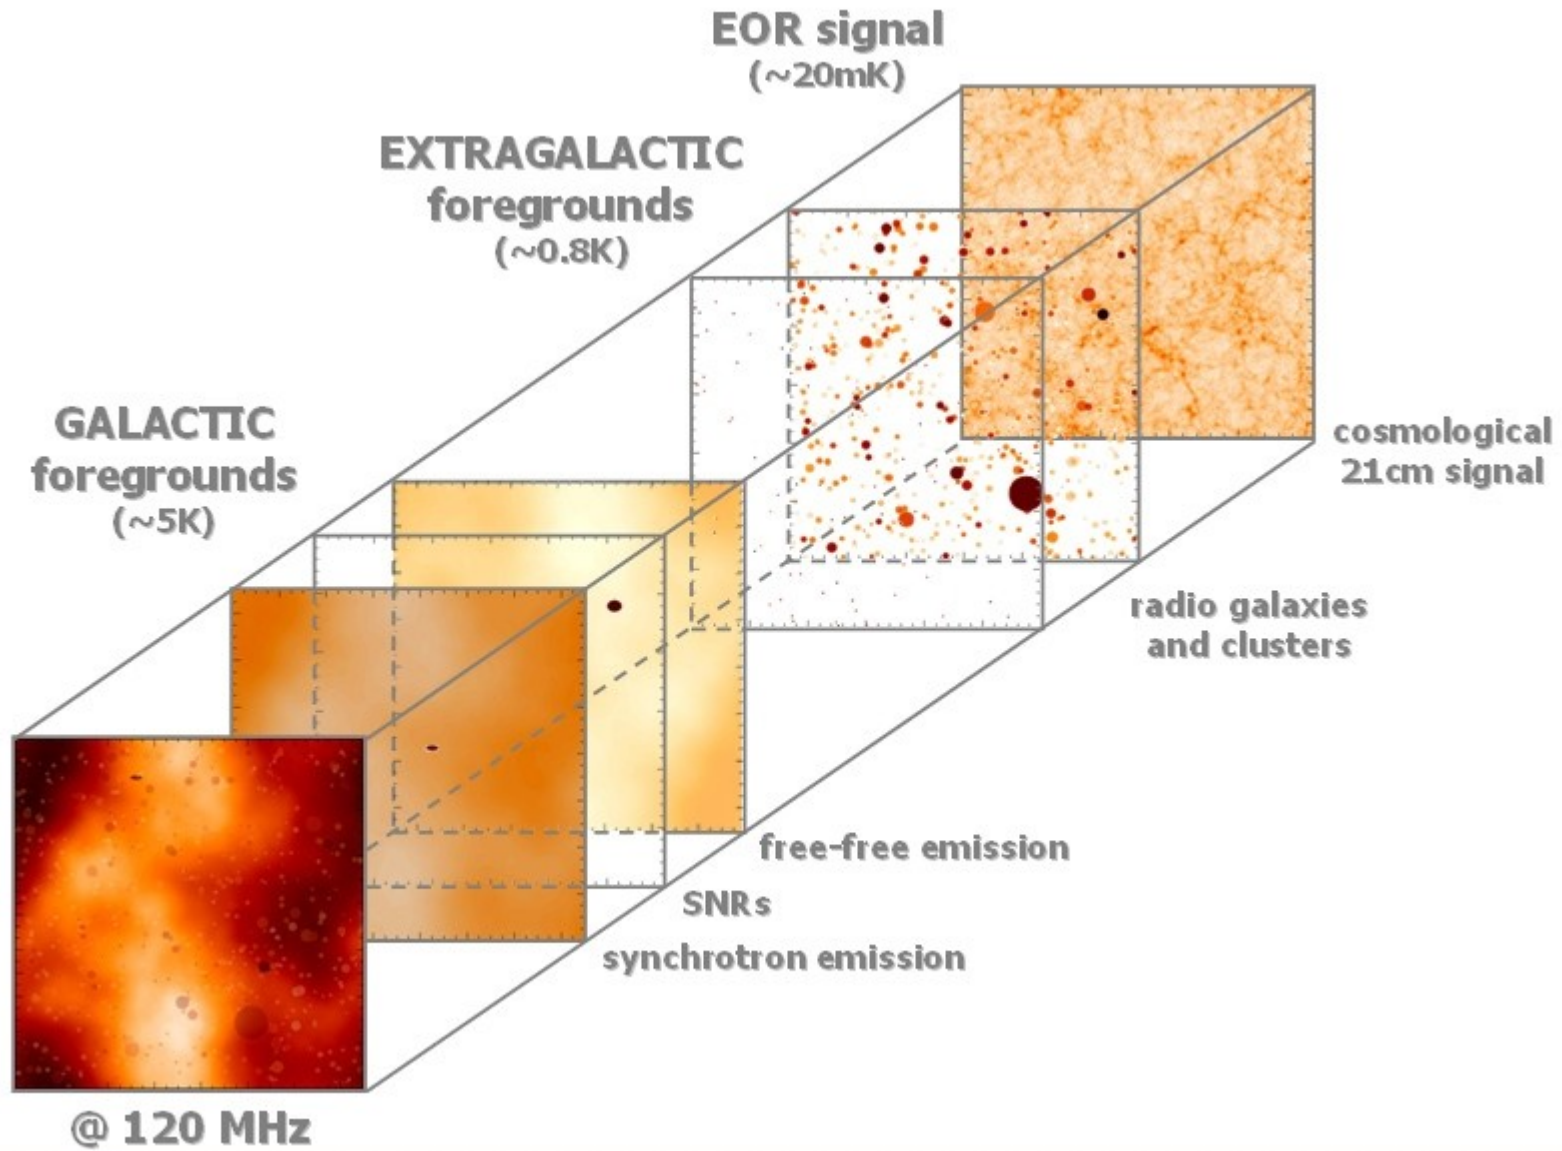 EOR signal
(~20mK)
EXTRAGALACTIC
foregrounds
(~0.8K)
GALACTIC
foregrounds
(~5K)
cosmological
21cm signal
radio galaxies
and clusters
free-free emission
SNRs
synchrotron emission
@ 120 MHz